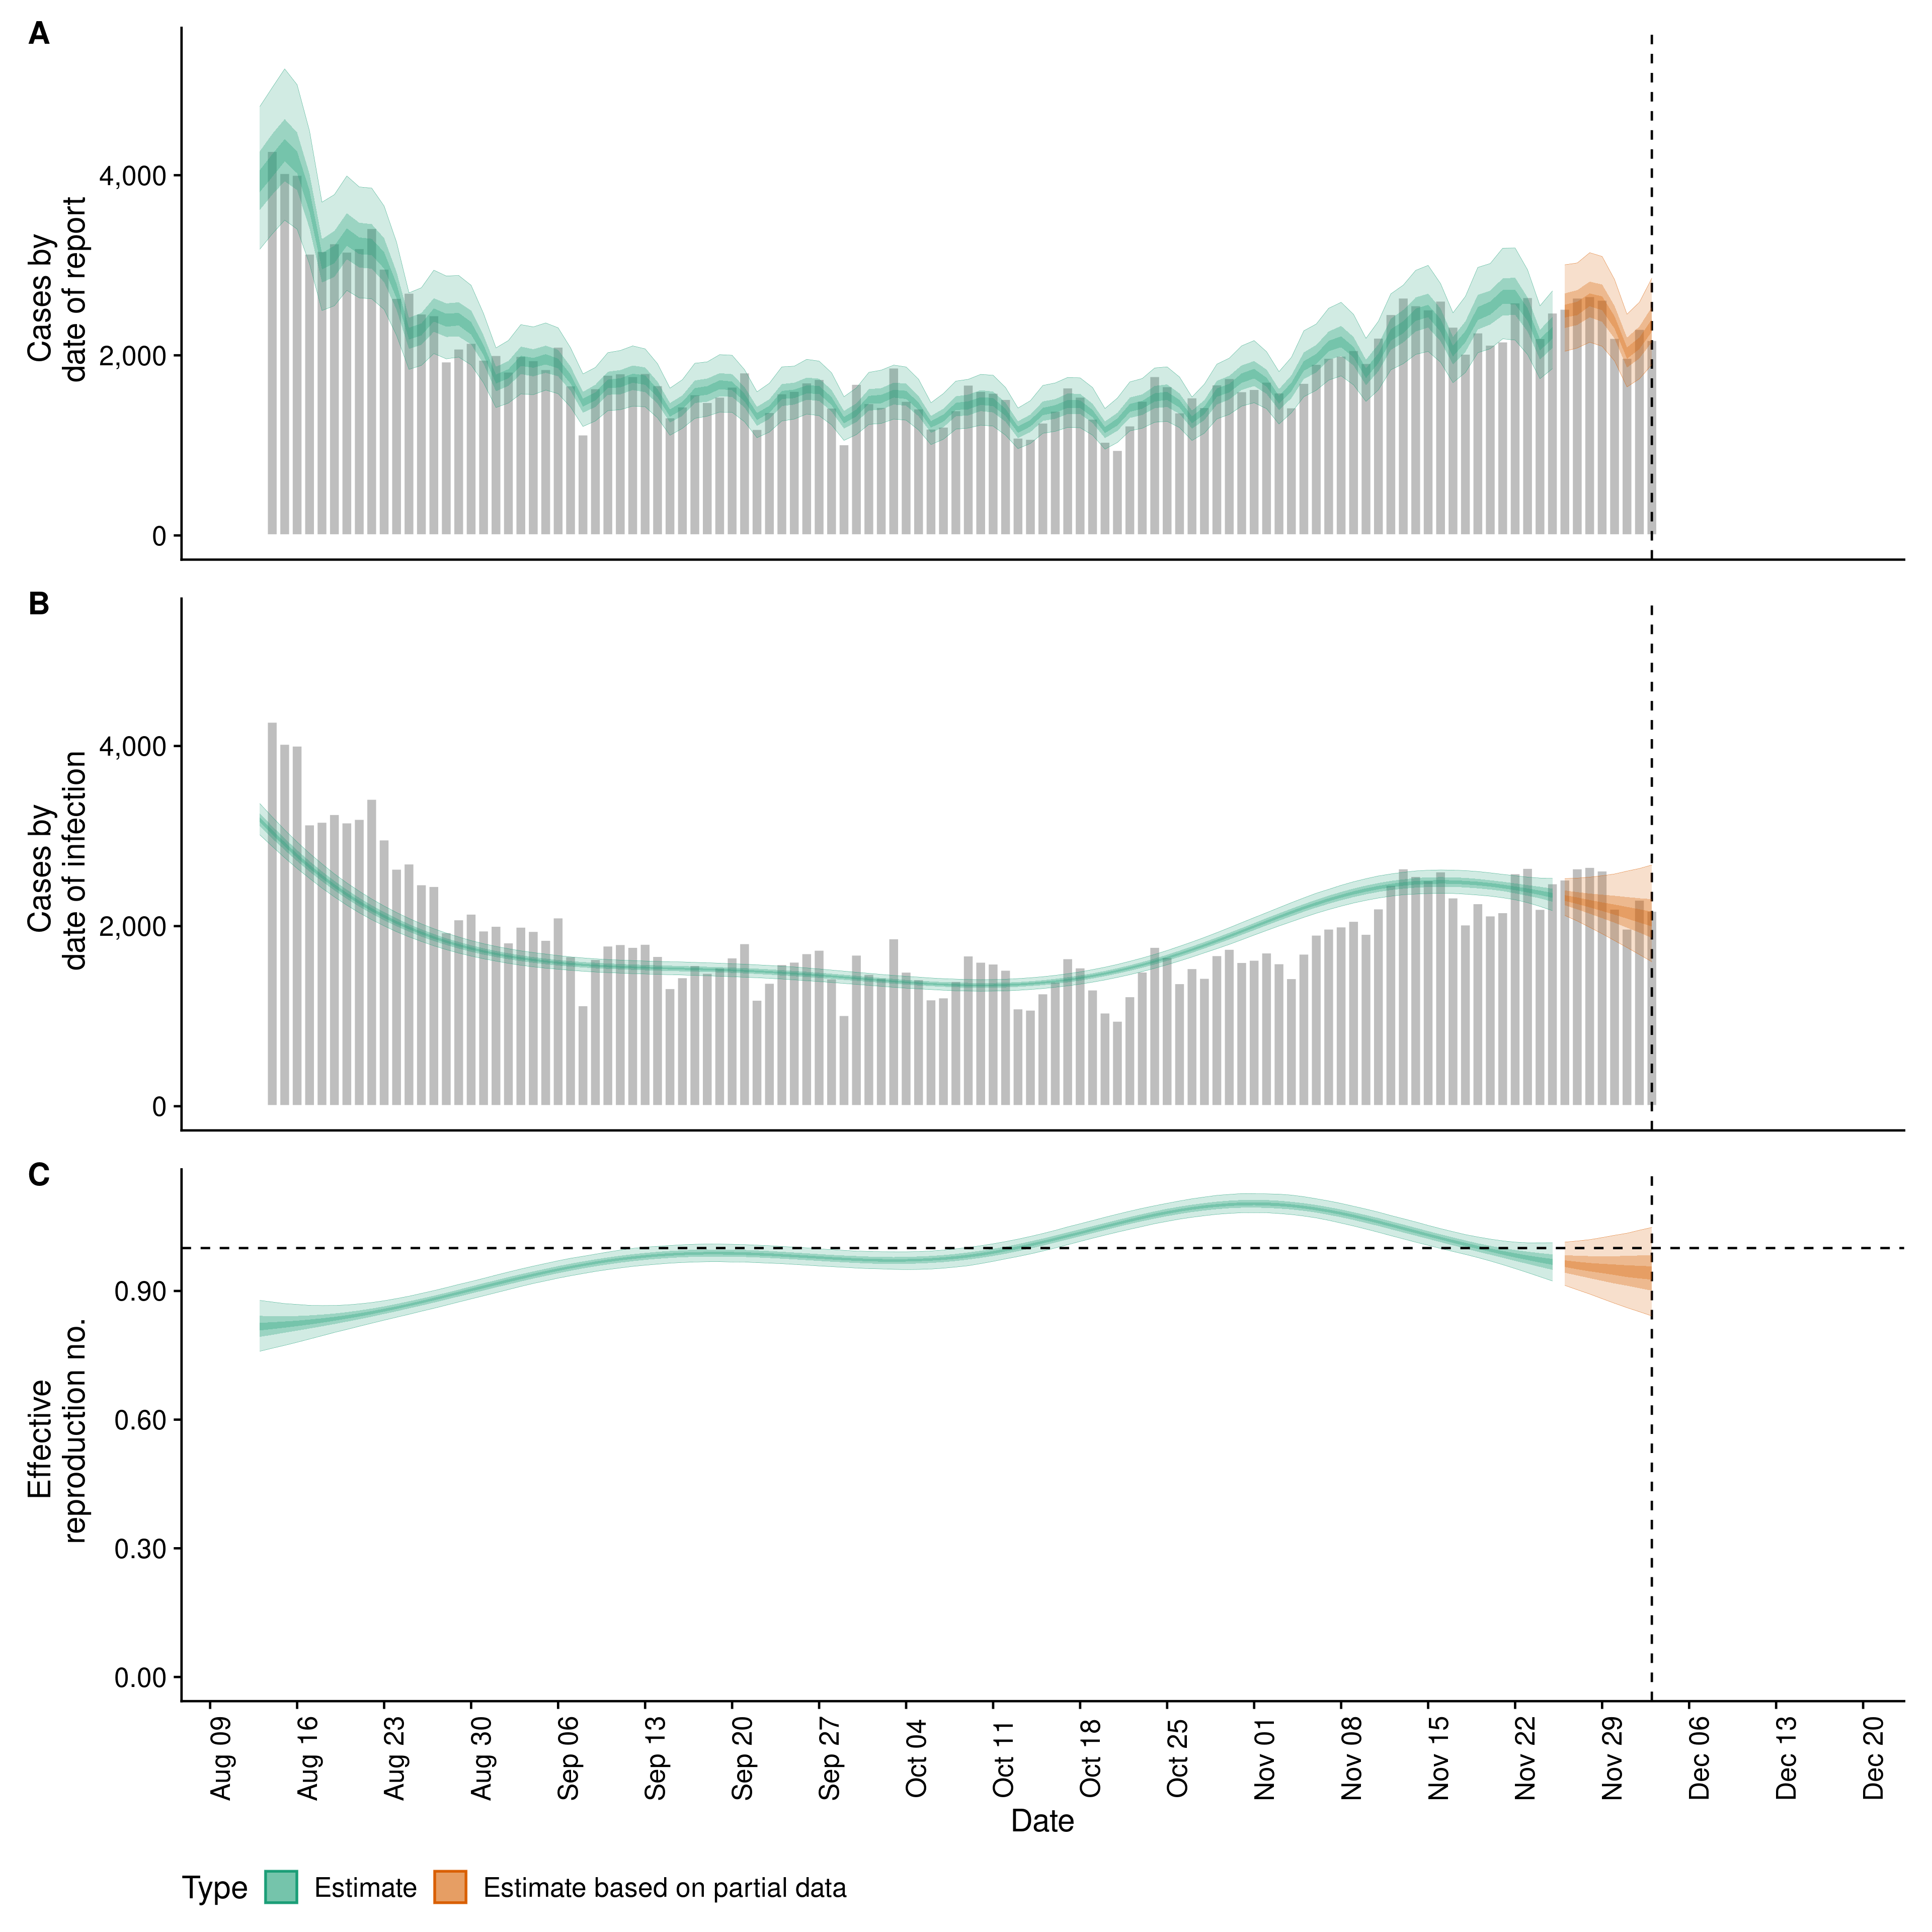 A
Cases by
date of report
4,000
2,000
0
B
Cases by
date of infection
4,000
2,000
0
C
Effective
reproduction no.
0.90
0.60
0.30
0.00
Aug 09
Aug 16
Aug 23
Aug 30
Sep 06
Sep 13
Sep 20
Sep 27
Oct 04
Oct 11
Oct 18
Oct 25
Nov 01
Nov 08
Nov 15
Nov 22
Nov 29
Dec 06
Dec 13
Dec 20
Date
Type Estimate Estimate based on partial data